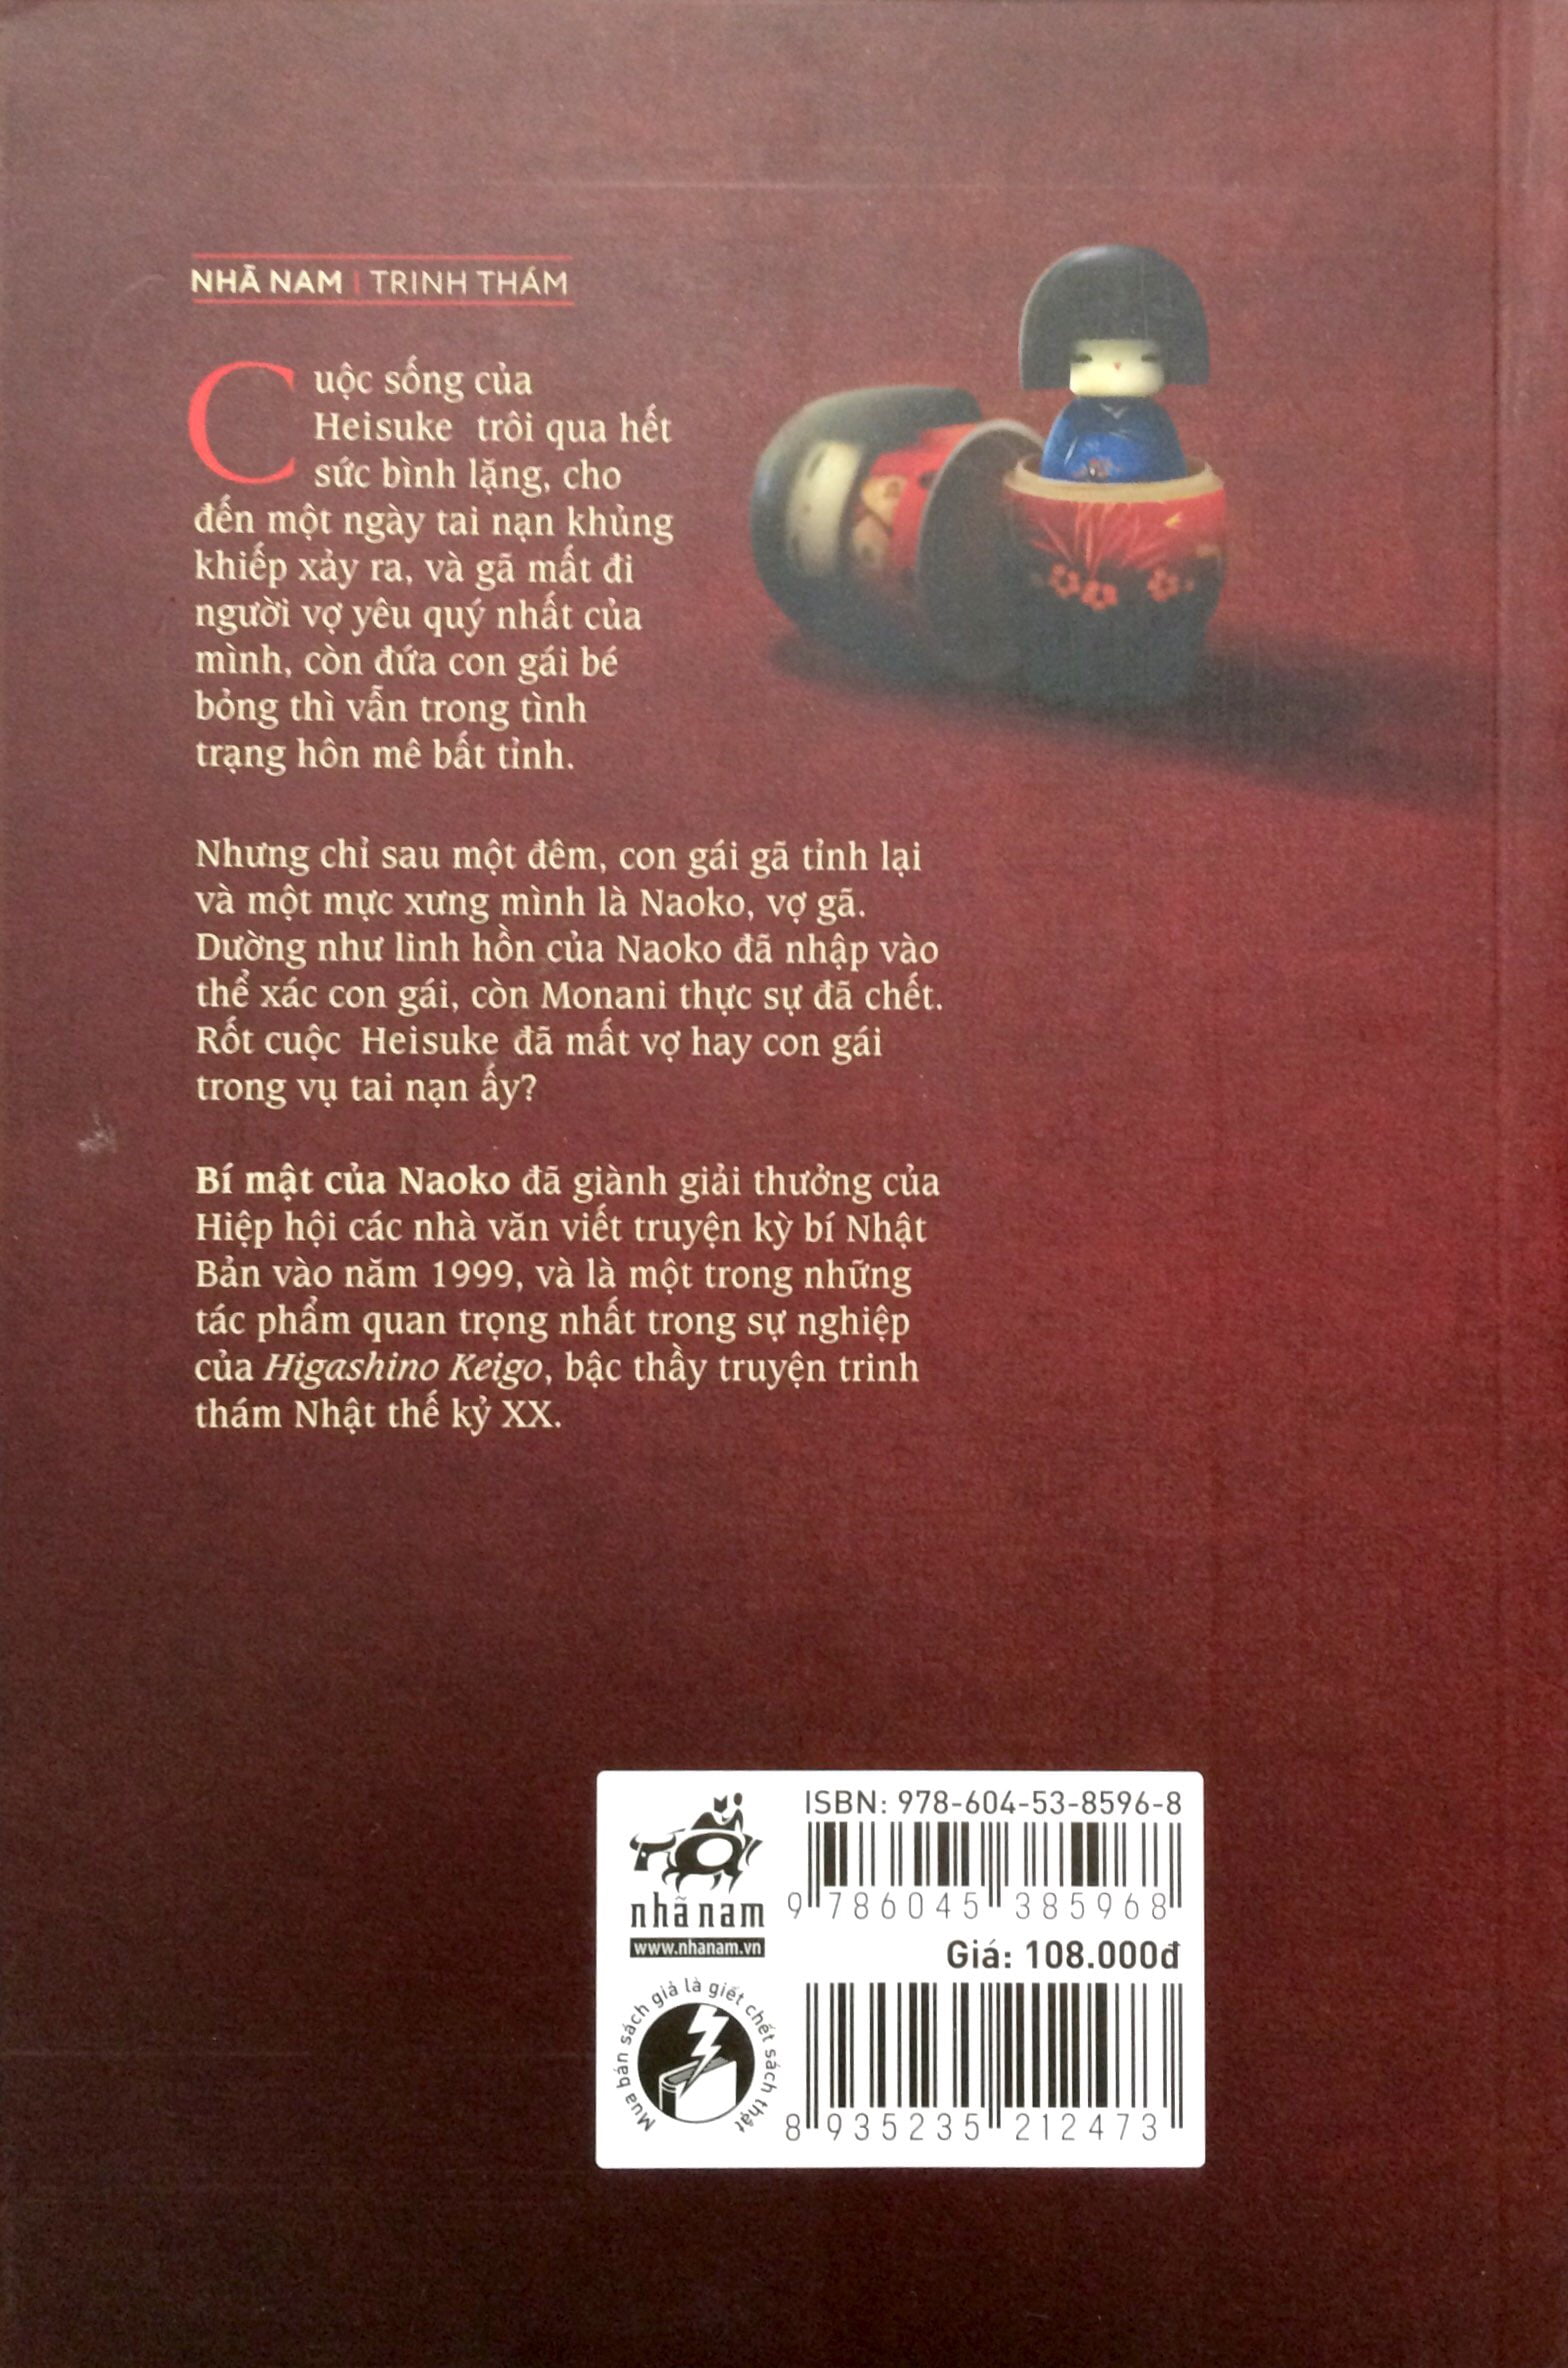 NHÃ NAM | TRINH THÁM
Cuộc sống của
Heisuke trôi qua hết
sức bình lặng, cho
đến một ngày tai nạn khủng
khiếp xảy ra, và gã mất đi
người vợ yêu quý nhất của
mình, còn đứa con gái bé
bỏng thì vẫn trong tình
trạng hôn mê bất tỉnh.
Nhưng chỉ sau một đêm, con gái gã tỉnh lại
và một mực xưng mình là Naoko, vợ gã.
Dường như linh hồn của Naoko đã nhập vào
thể xác con gái, còn Monani thực sự đã chết.
Rốt cuộc Heisuke đã mất vợ hay con gái
trong vụ tai nạn ấy?
Bí mật của Naoko đã giành giải thưởng của
Hiệp hội các nhà văn viết truyện kỳ bí Nhật
Bản vào năm 1999, và là một trong những
tác phẩm quan trọng nhất trong sự nghiệp
của Higashino Keigo, bậc thầy truyện trinh
thám Nhật thế kỷ XX.
ISBN: 978-604-53-8596-8
9 786045 385968
nhã nam
www.nhanam.vn
Giá: 108.000đ
Mua bán sách giả là giết chết sách thật
8 935235 212473